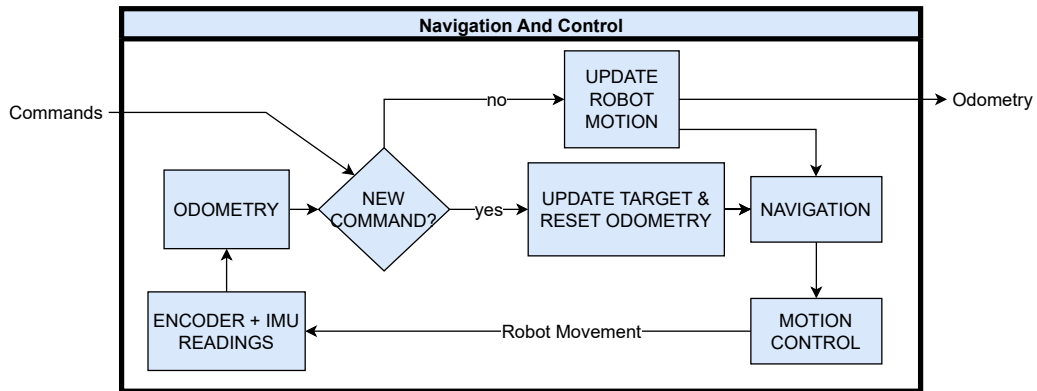 Navigation And Control
Commands
no
UPDATE
ROBOT
MOTION
Odometry
ODOMETRY
NEW
COMMAND?
yes
UPDATE TARGET &
RESET ODOMETRY
NAVIGATION
ENCODER + IMU
READINGS
Robot Movement
MOTION
CONTROL